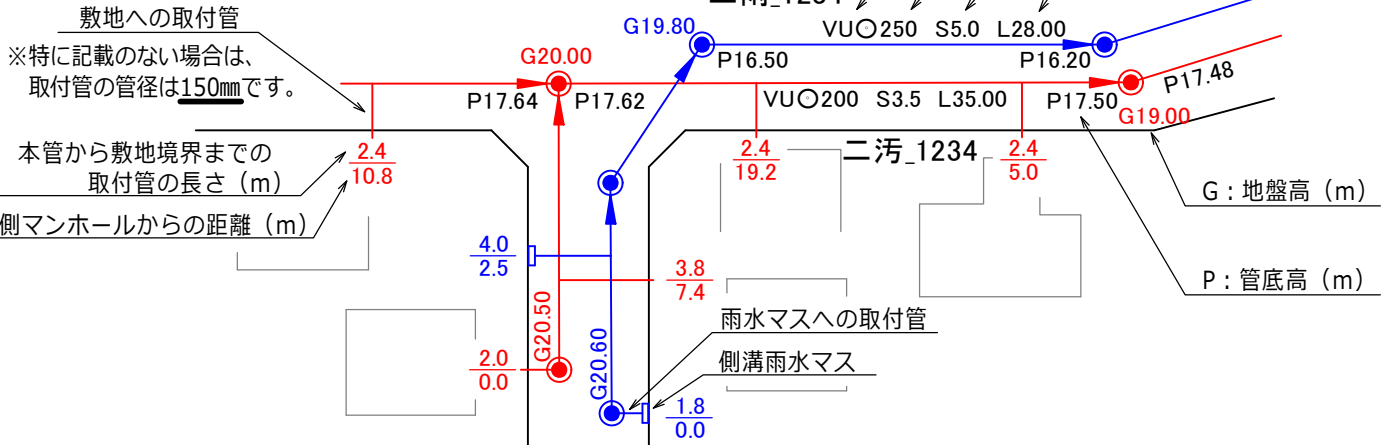 二雨_1234
敷地への取付管
※特に記載のない場合は、
取付管の管径は150㎜です。
G19.80
VU○250 S5.0 L28.00
G20.00
P16.50
P16.20
P17.64
P17.62
VU○200 S3.5 L35.00
P17.50
P17.48
G19.00
本管から敷地境界までの
取付管の長さ（m）
2.4
10.8
2.4
19.2
二汚_1234
2.4
5.0
G：地盤高（m）
側マンホールからの距離（m）
4.0
2.5
3.8
7.4
P：管底高（m）
G20.50
G20.60
雨水マスへの取付管
側溝雨水マス
2.0
0.0
1.8
0.0